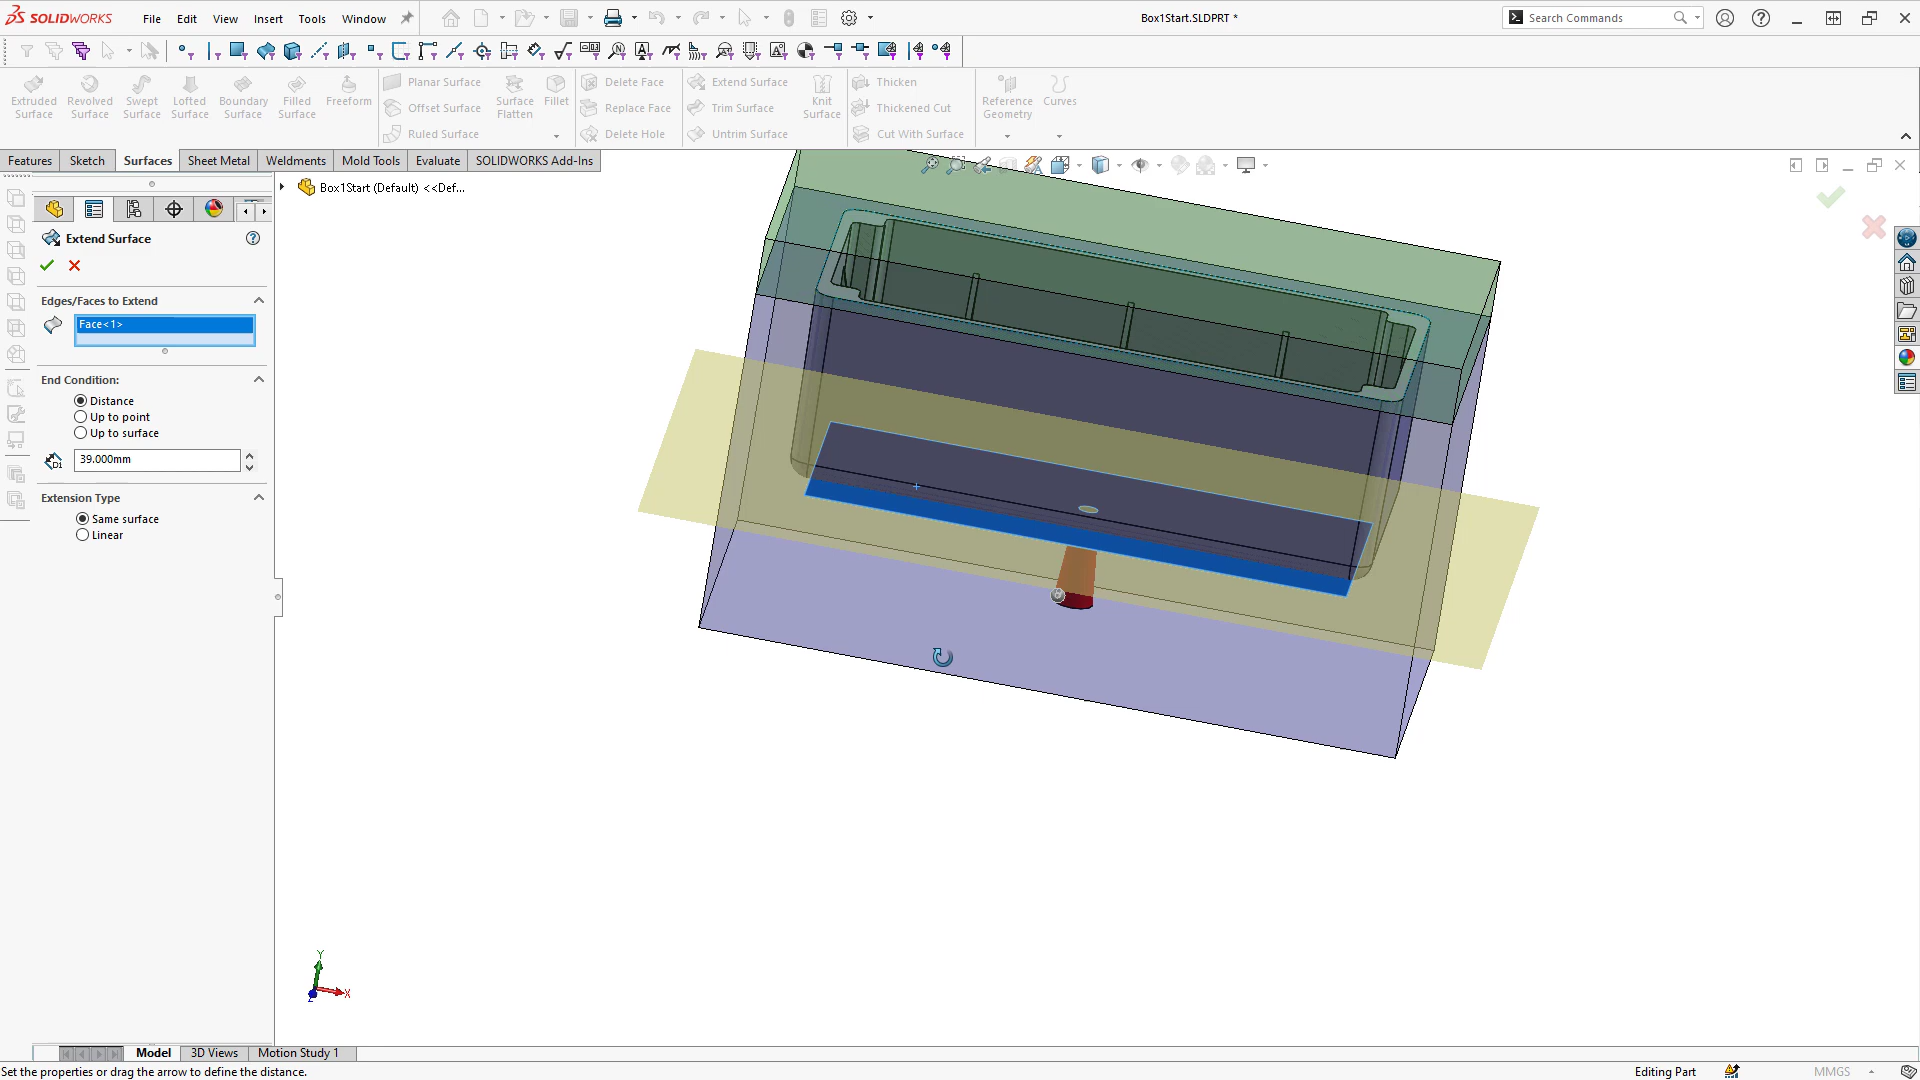 SOLIDWORKS File Edit View Insert Tools Window Box1Start.SLDPRT * Search Commands
Extruded Surface
Revolved Surface
Swept Surface
Lofted Surface
Boundary Surface
Filled Surface
Freeform
Planar Surface
Offset Surface
Ruled Surface
Surface Flatten
Fillet
Delete Face
Replace Face
Delete Hole
Extend Surface
Trim Surface
Untrim Surface
Knit Surface
Thicken
Thickened Cut
Cut With Surface
Reference Geometry
Curves
Features Sketch Surfaces Sheet Metal Weldments Mold Tools Evaluate SOLIDWORKS Add-Ins
Box1Start (Default) <<Def...
Extend Surface
Edges/Faces to Extend
Face<1>
End Condition:
Distance
Up to point
Up to surface
D1 39.000mm
Extension Type
Same surface
Linear
Y
X
Z
Model 3D Views Motion Study 1
Set the properties or drag the arrow to define the distance. Editing Part MMGS